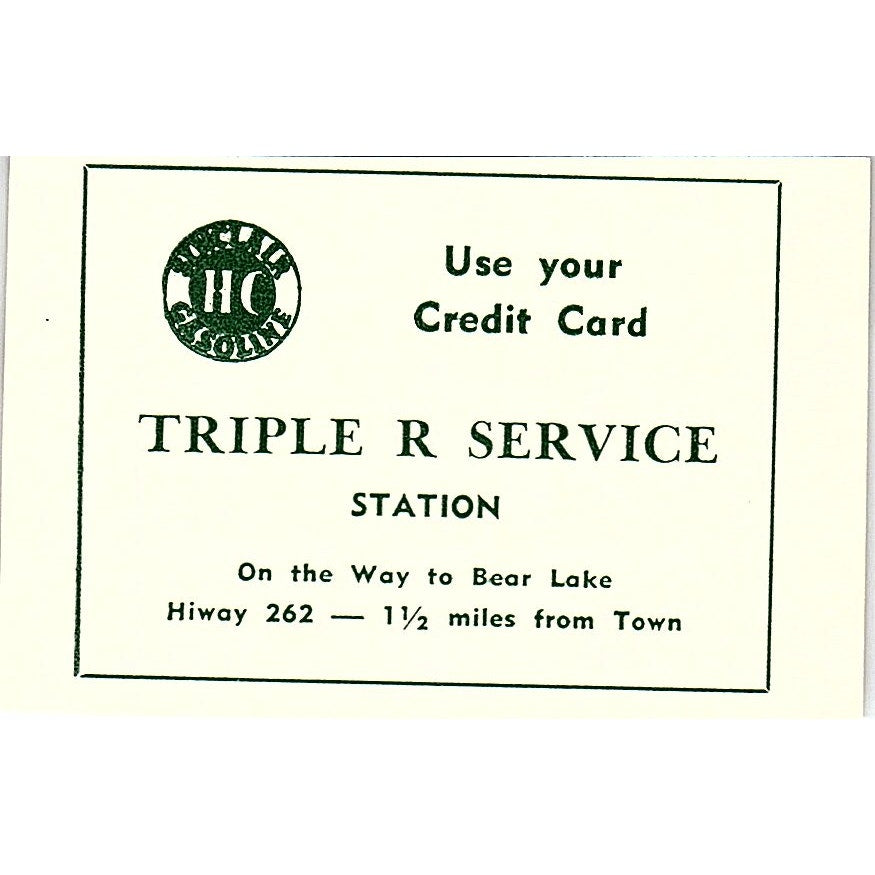 SINCLAIR
HC
GASOLINE
Use your
Credit Card
TRIPLE R SERVICE
STATION
On the Way to Bear Lake
Hiway 262 — 1½ miles from Town